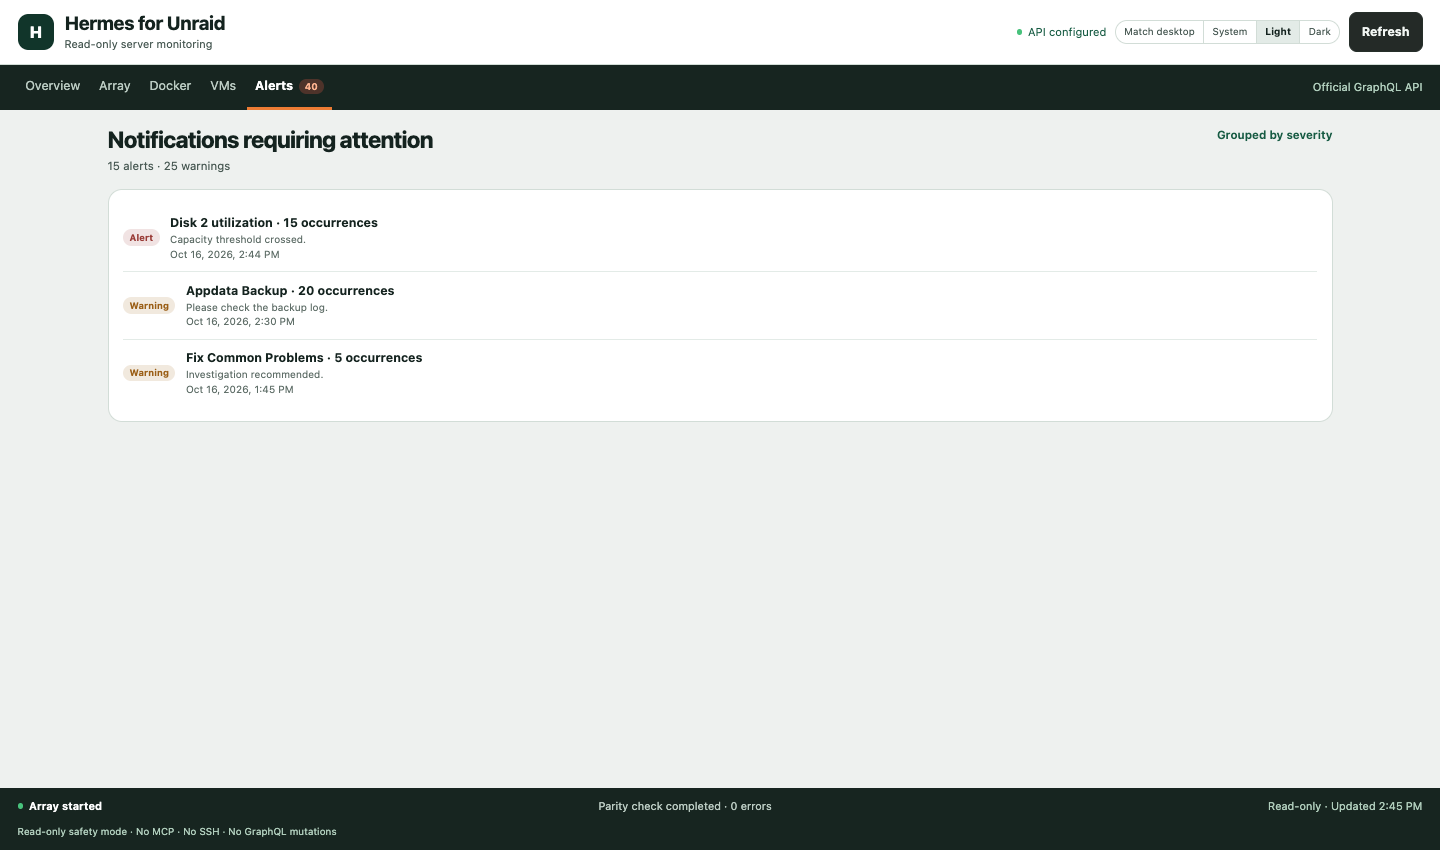 H
Hermes for Unraid
Read-only server monitoring
API configured
Match desktop
System
Light
Dark
Refresh
Overview
Array
Docker
VMs
Alerts 40
Official GraphQL API
Notifications requiring attention
Grouped by severity
15 alerts · 25 warnings
Alert
Disk 2 utilization · 15 occurrences
Capacity threshold crossed.
Oct 16, 2026, 2:44 PM
Warning
Appdata Backup · 20 occurrences
Please check the backup log.
Oct 16, 2026, 2:30 PM
Warning
Fix Common Problems · 5 occurrences
Investigation recommended.
Oct 16, 2026, 1:45 PM
Array started
Parity check completed · 0 errors
Read-only · Updated 2:45 PM
Read-only safety mode · No MCP · No SSH · No GraphQL mutations